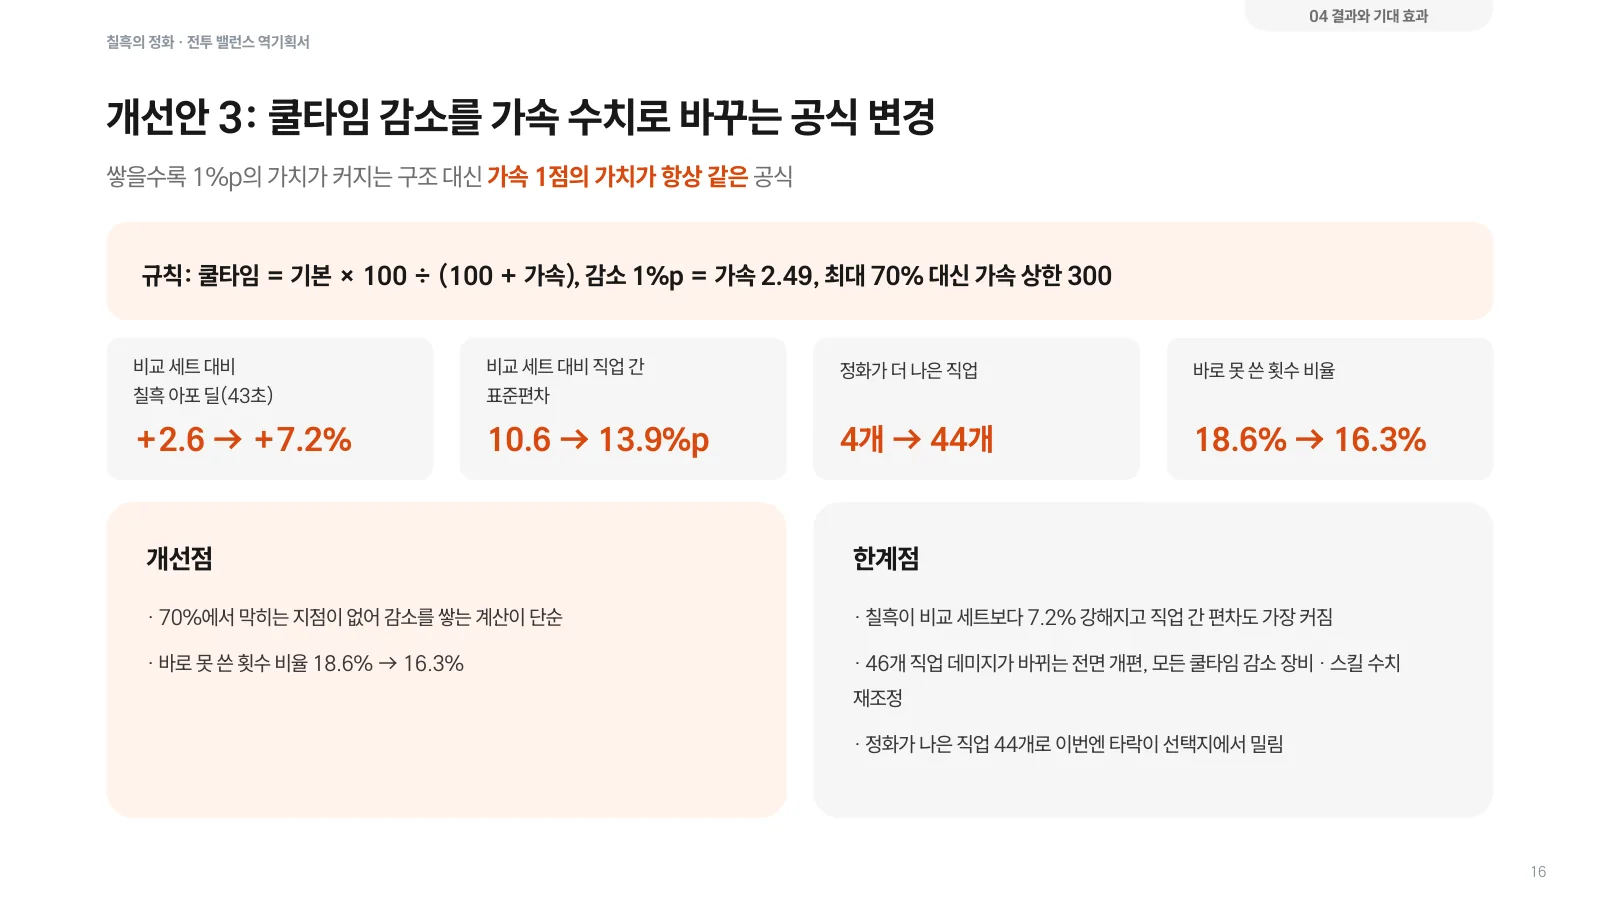 04 결과와 기대 효과
칠흑의 정화 · 전투 밸런스 역기획서
개선안 3: 쿨타임 감소를 가속 수치로 바꾸는 공식 변경
쌓을수록 1%p의 가치가 커지는 구조 대신 가속 1점의 가치가 항상 같은 공식
규칙: 쿨타임 = 기본 × 100 ÷ (100 + 가속), 감소 1%p = 가속 2.49, 최대 70% 대신 가속 상한 300
비교 세트 대비
칠흑 아포 딜(43초)
+2.6 → +7.2%
비교 세트 대비 직업 간
표준편차
10.6 → 13.9%p
정화가 더 나은 직업
4개 → 44개
바로 못 쓴 횟수 비율
18.6% → 16.3%
개선점
· 70%에서 막히는 지점이 없어 감소를 쌓는 계산이 단순
· 바로 못 쓴 횟수 비율 18.6% → 16.3%
한계점
· 칠흑이 비교 세트보다 7.2% 강해지고 직업 간 편차도 가장 커짐
· 46개 직업 데미지가 바뀌는 전면 개편, 모든 쿨타임 감소 장비 · 스킬 수치
재조정
· 정화가 나은 직업 44개로 이번엔 타락이 선택지에서 밀림
16